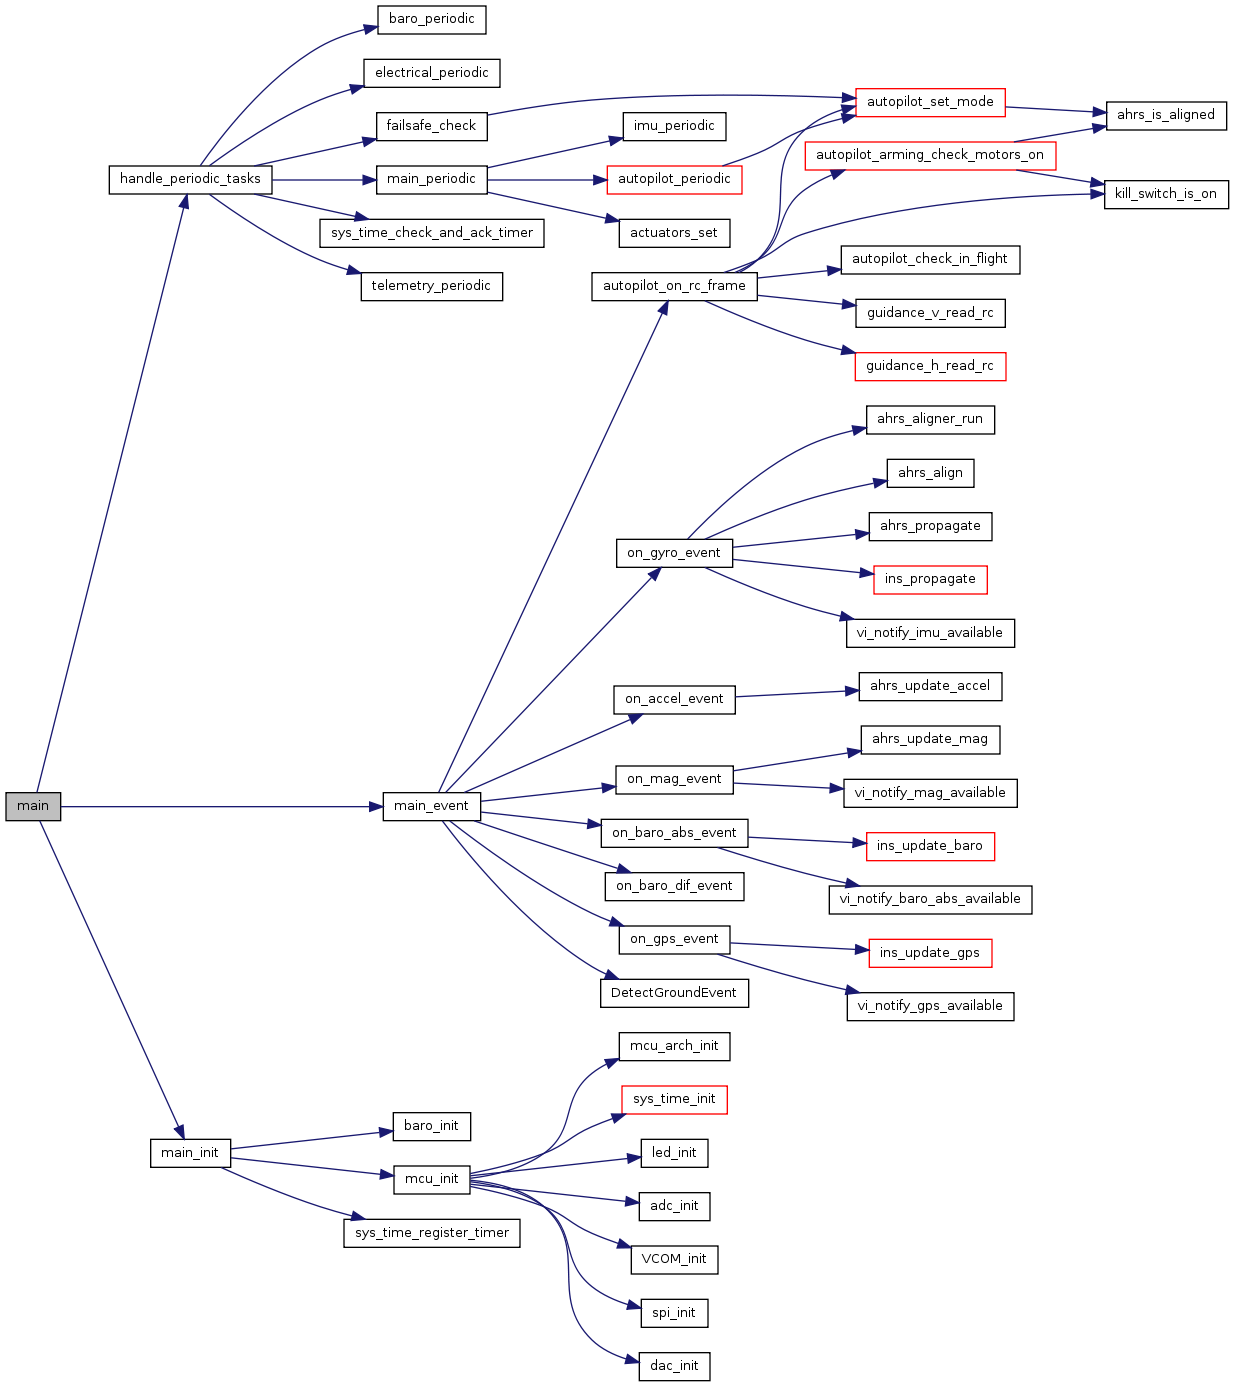 baro_periodic
electrical_periodic
autopilot_set_mode
ahrs_is_aligned
failsafe_check
imu_periodic
autopilot_arming_check_motors_on
handle_periodic_tasks
main_periodic
autopilot_periodic
kill_switch_is_on
sys_time_check_and_ack_timer
actuators_set
autopilot_check_in_flight
telemetry_periodic
autopilot_on_rc_frame
guidance_v_read_rc
guidance_h_read_rc
ahrs_aligner_run
ahrs_align
ahrs_propagate
on_gyro_event
ins_propagate
vi_notify_imu_available
on_accel_event
ahrs_update_accel
ahrs_update_mag
on_mag_event
vi_notify_mag_available
main
main_event
on_baro_abs_event
ins_update_baro
on_baro_dif_event
vi_notify_baro_abs_available
on_gps_event
ins_update_gps
DetectGroundEvent
vi_notify_gps_available
mcu_arch_init
sys_time_init
baro_init
main_init
led_init
mcu_init
adc_init
sys_time_register_timer
VCOM_init
spi_init
dac_init